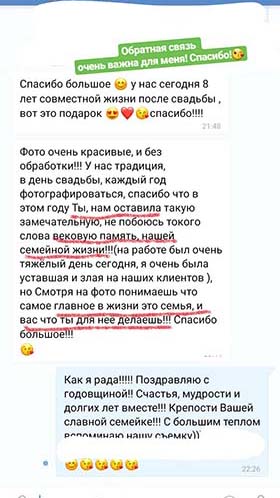 Обратная связь
очень важна для меня! Спасибо!😘
Спасибо большое 😊 у нас сегодня 8
лет совместной жизни после свадьбы ,
вот это подарок 😍❤😘спасибо!!!!
21:48
Фото очень красивые, и без
обработки!!! У нас традиция,
в день свадьбы, каждый год
фотографироваться, спасибо что в
этом году Ты, нам оставила такую
замечательную, не побоюсь токого
слова вековую память, нашей
семейной жизни!!!(на работе был очень
тяжёлый день сегодня, я очень была
уставшая и злая на наших клиентов ),
но Смотря на фото понимаешь что
самое главное в жизни это семья, и
вас что ты для нее делаешь!!! Спасибо
большое!!!
😘
Как я рада!!!!! Поздравляю с
годовщиной!! Счастья, мудрости и
долгих лет вместе!!! Крепости Вашей
славной семейке!!! С большим теплом
вспоминаю нашу съемку))
😊😘😘😘😘
22:26